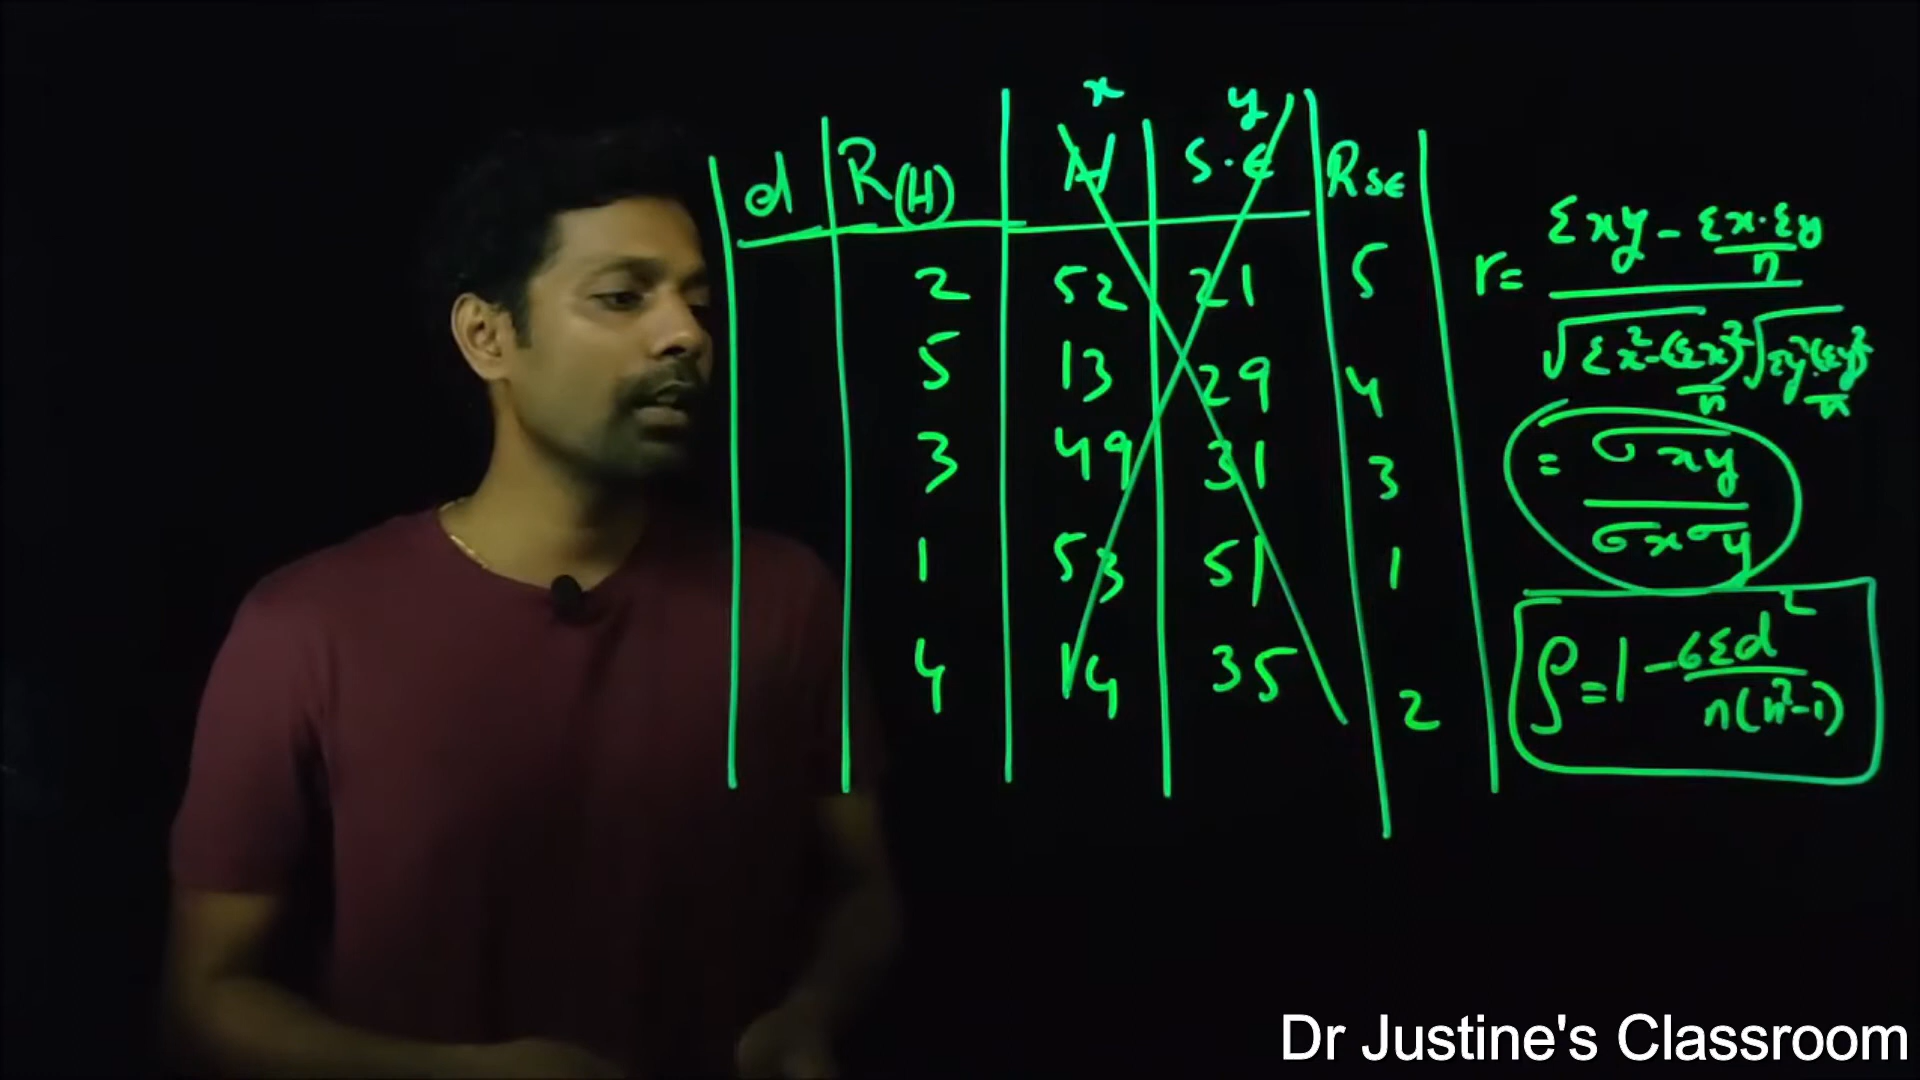 x y
d R(H) H S.E RSE
2 52 21 5
5 13 29 4
3 49 31 3
1 53 51 1
4 14 35 2
r= Σxy - Σx·Σy/n
√Σx²-(Σx)²/n √Σy²-(Σy)²/n
= σxy
σxσy
ρ=1-6Σd²
n(n²-1)
Dr Justine's Classroom